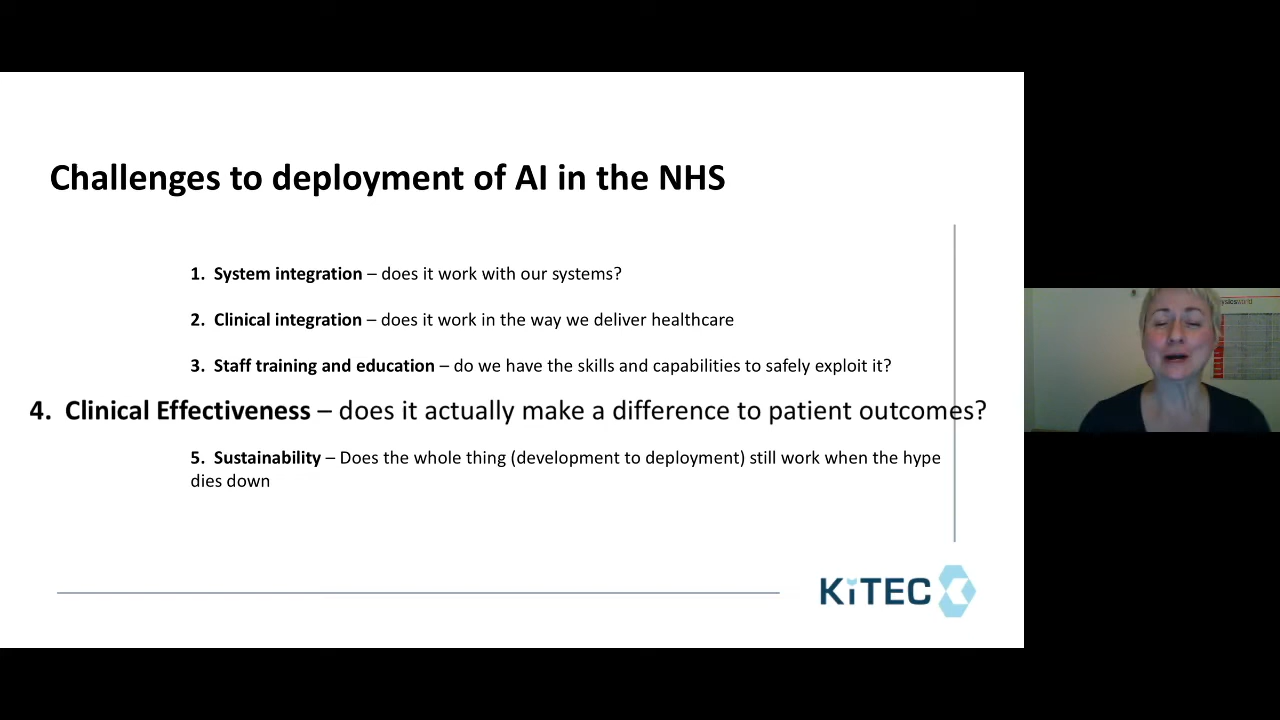 Challenges to deployment of AI in the NHS
1. System integration – does it work with our systems?
2. Clinical integration – does it work in the way we deliver healthcare
3. Staff training and education – do we have the skills and capabilities to safely exploit it?
4. Clinical Effectiveness – does it actually make a difference to patient outcomes?
5. Sustainability – Does the whole thing (development to deployment) still work when the hype
dies down
KiTEC